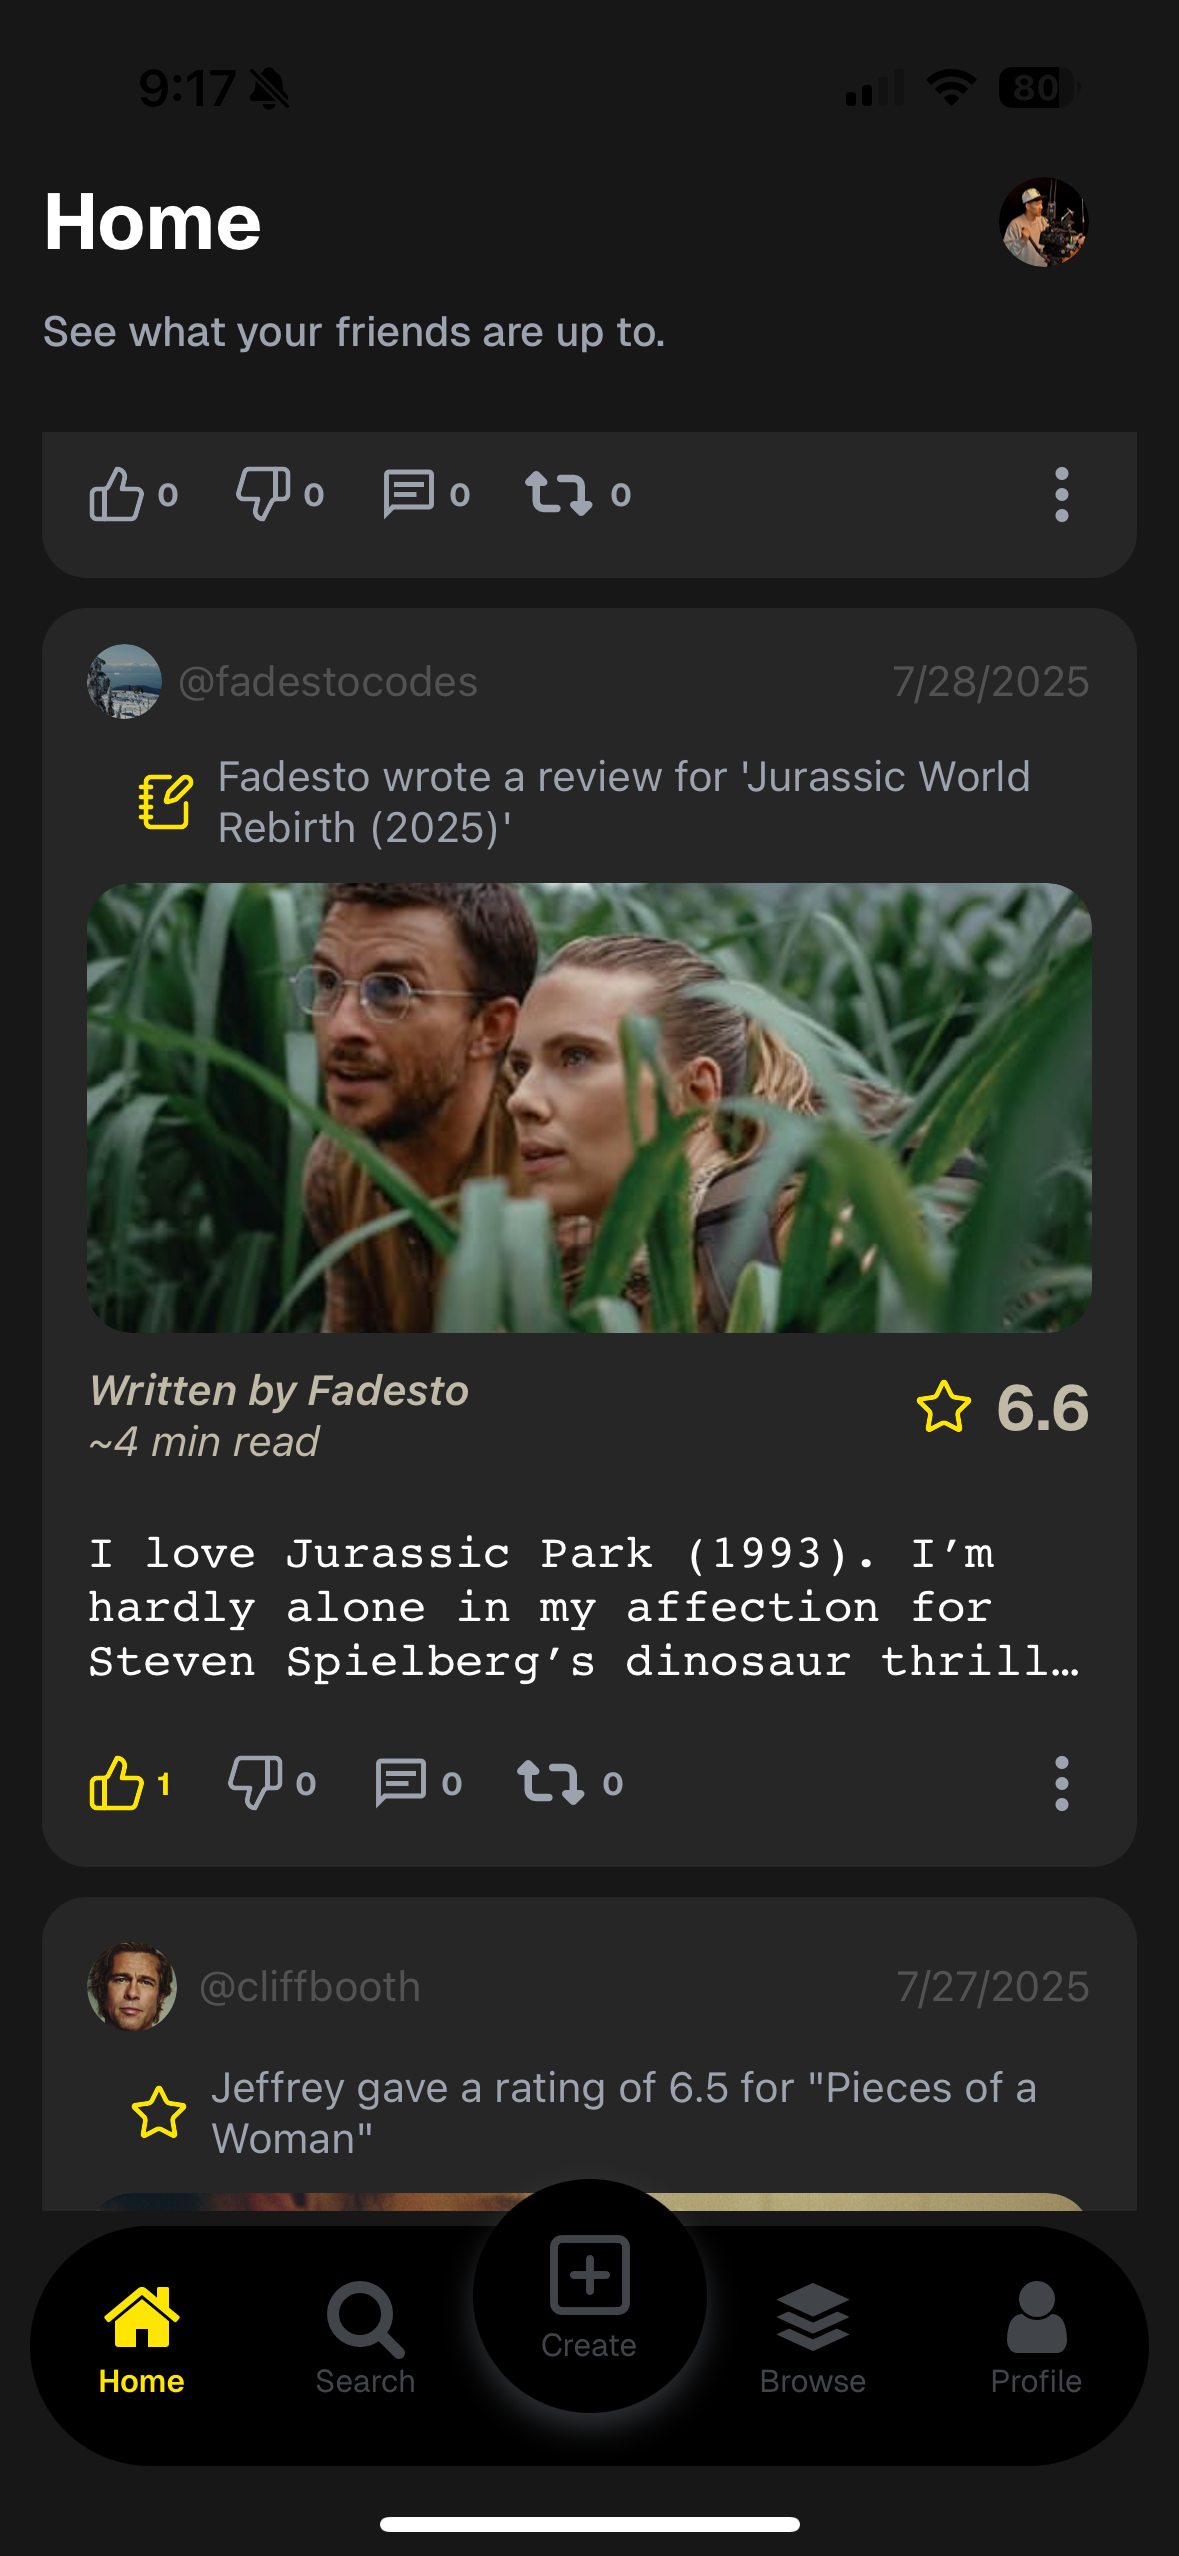 9:17
80
Home
See what your friends are up to.
0 0 0 0
@fadestocodes 7/28/2025
Fadesto wrote a review for 'Jurassic World
Rebirth (2025)'
Written by Fadesto
~4 min read
6.6
I love Jurassic Park (1993). I’m
hardly alone in my affection for
Steven Spielberg’s dinosaur thrill…
1 0 0 0
@cliffbooth 7/27/2025
Jeffrey gave a rating of 6.5 for "Pieces of a
Woman"
Home Search Create Browse Profile